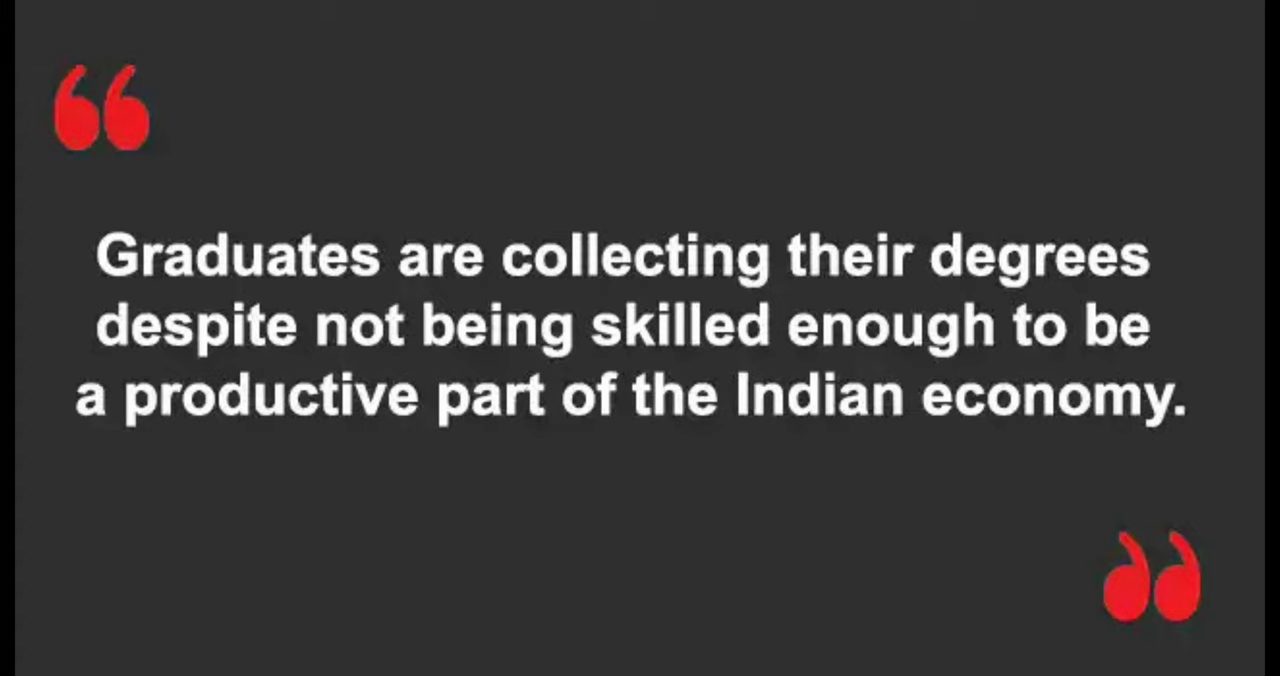 “
Graduates are collecting their degrees
despite not being skilled enough to be
a productive part of the Indian economy.
”